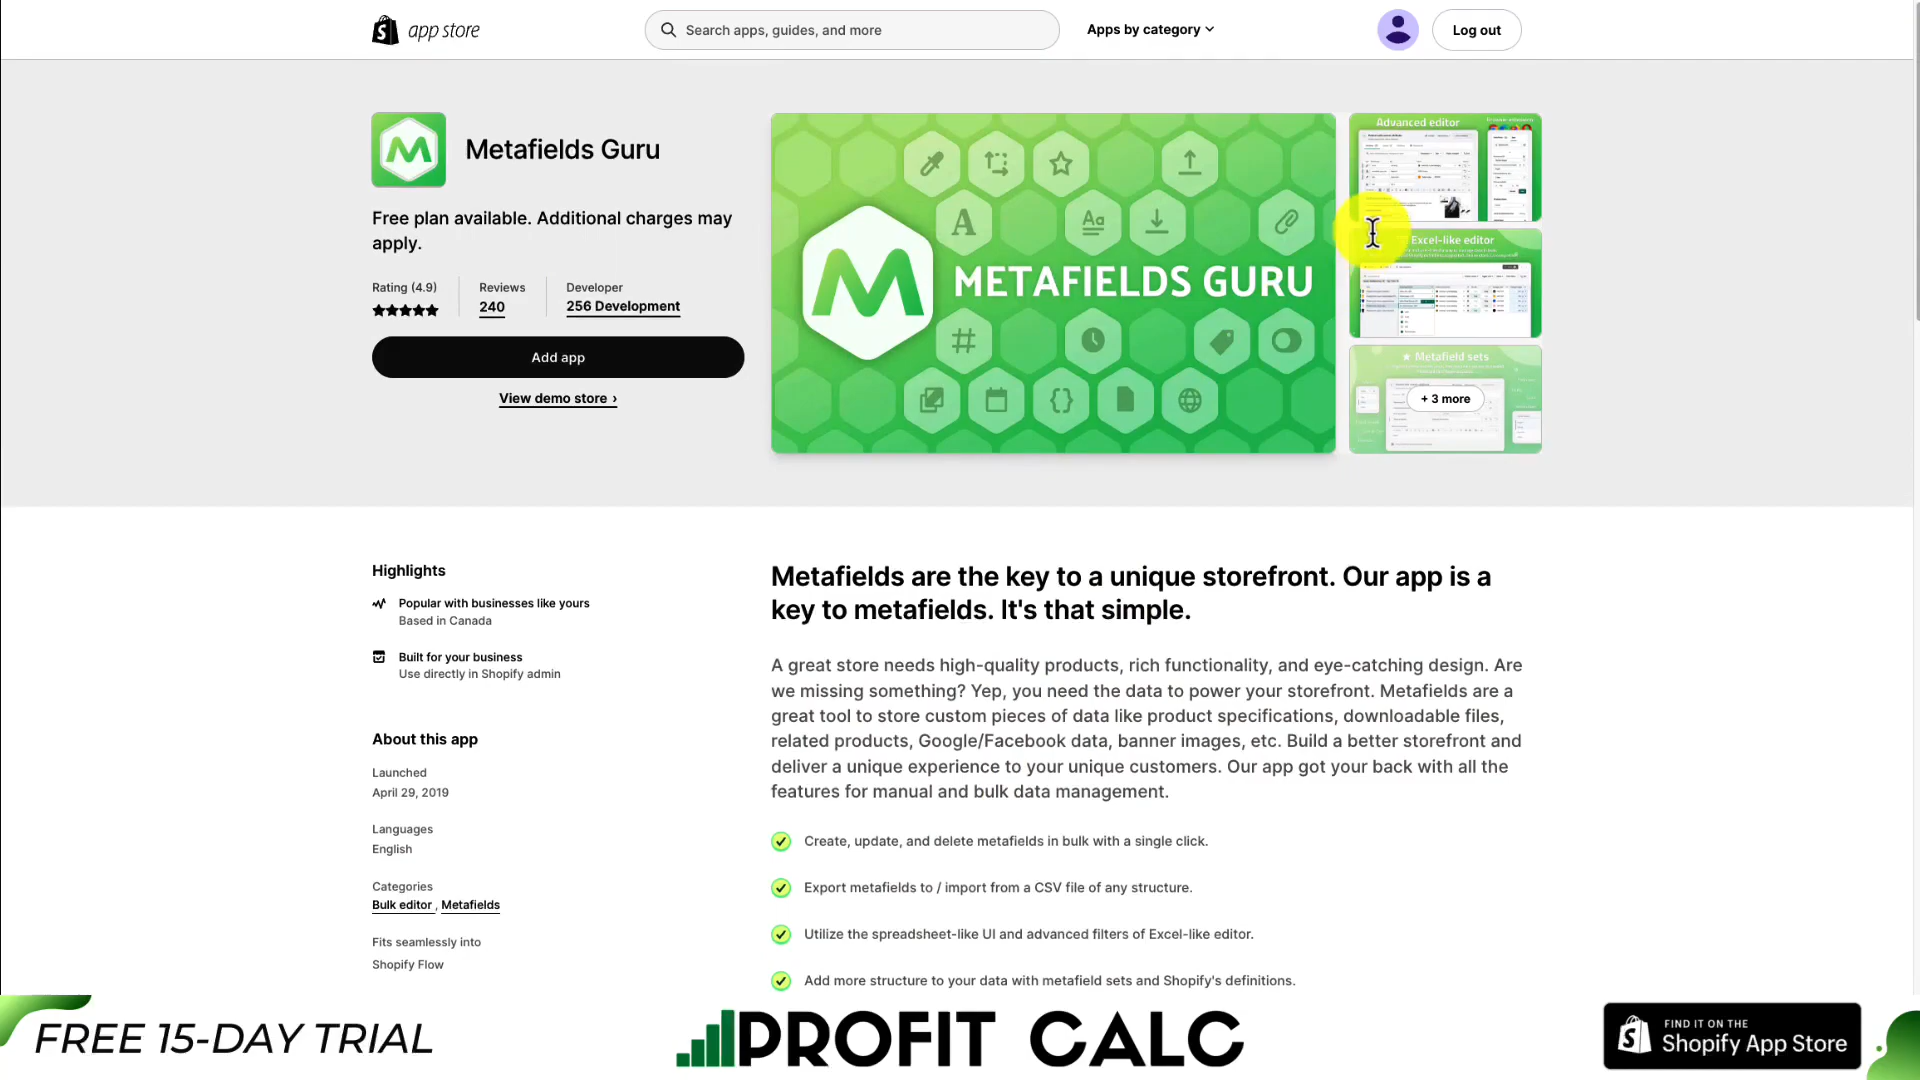 app store
Search apps, guides, and more
Apps by category
Log out
Metafields Guru
Free plan available. Additional charges may
apply.
Rating (4.9)
Reviews
240
Developer
256 Development
Add app
View demo store ›
METAFIELDS GURU
Advanced editor
Excel-like editor
★ Metafield sets
+ 3 more
Highlights
Popular with businesses like yours
Based in Canada
Built for your business
Use directly in Shopify admin
About this app
Launched
April 29, 2019
Languages
English
Categories
Bulk editor , Metafields
Fits seamlessly into
Shopify Flow
Metafields are the key to a unique storefront. Our app is a
key to metafields. It's that simple.
A great store needs high-quality products, rich functionality, and eye-catching design. Are
we missing something? Yep, you need the data to power your storefront. Metafields are a
great tool to store custom pieces of data like product specifications, downloadable files,
related products, Google/Facebook data, banner images, etc. Build a better storefront and
deliver a unique experience to your unique customers. Our app got your back with all the
features for manual and bulk data management.
Create, update, and delete metafields in bulk with a single click.
Export metafields to / import from a CSV file of any structure.
Utilize the spreadsheet-like UI and advanced filters of Excel-like editor.
Add more structure to your data with metafield sets and Shopify's definitions.
FREE 15-DAY TRIAL
PROFIT CALC
FIND IT ON THE
Shopify App Store